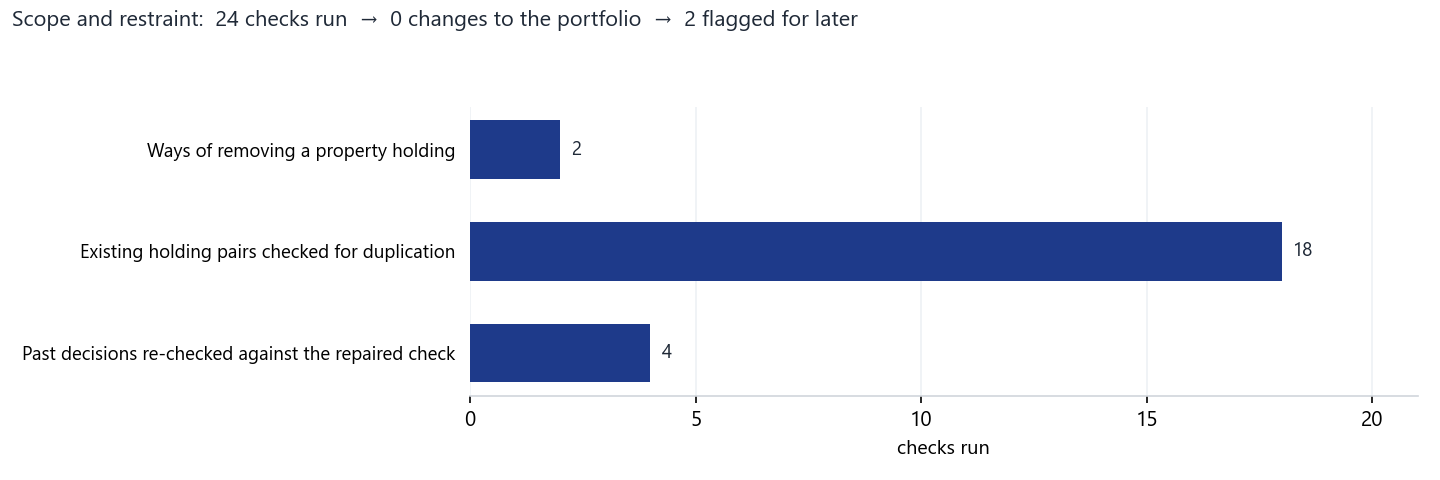 Scope and restraint:  24 checks run  →  0 changes to the portfolio  →  2 flagged for later
Ways of removing a property holding
2
Existing holding pairs checked for duplication
18
Past decisions re-checked against the repaired check
4
0 5 10 15 20
checks run